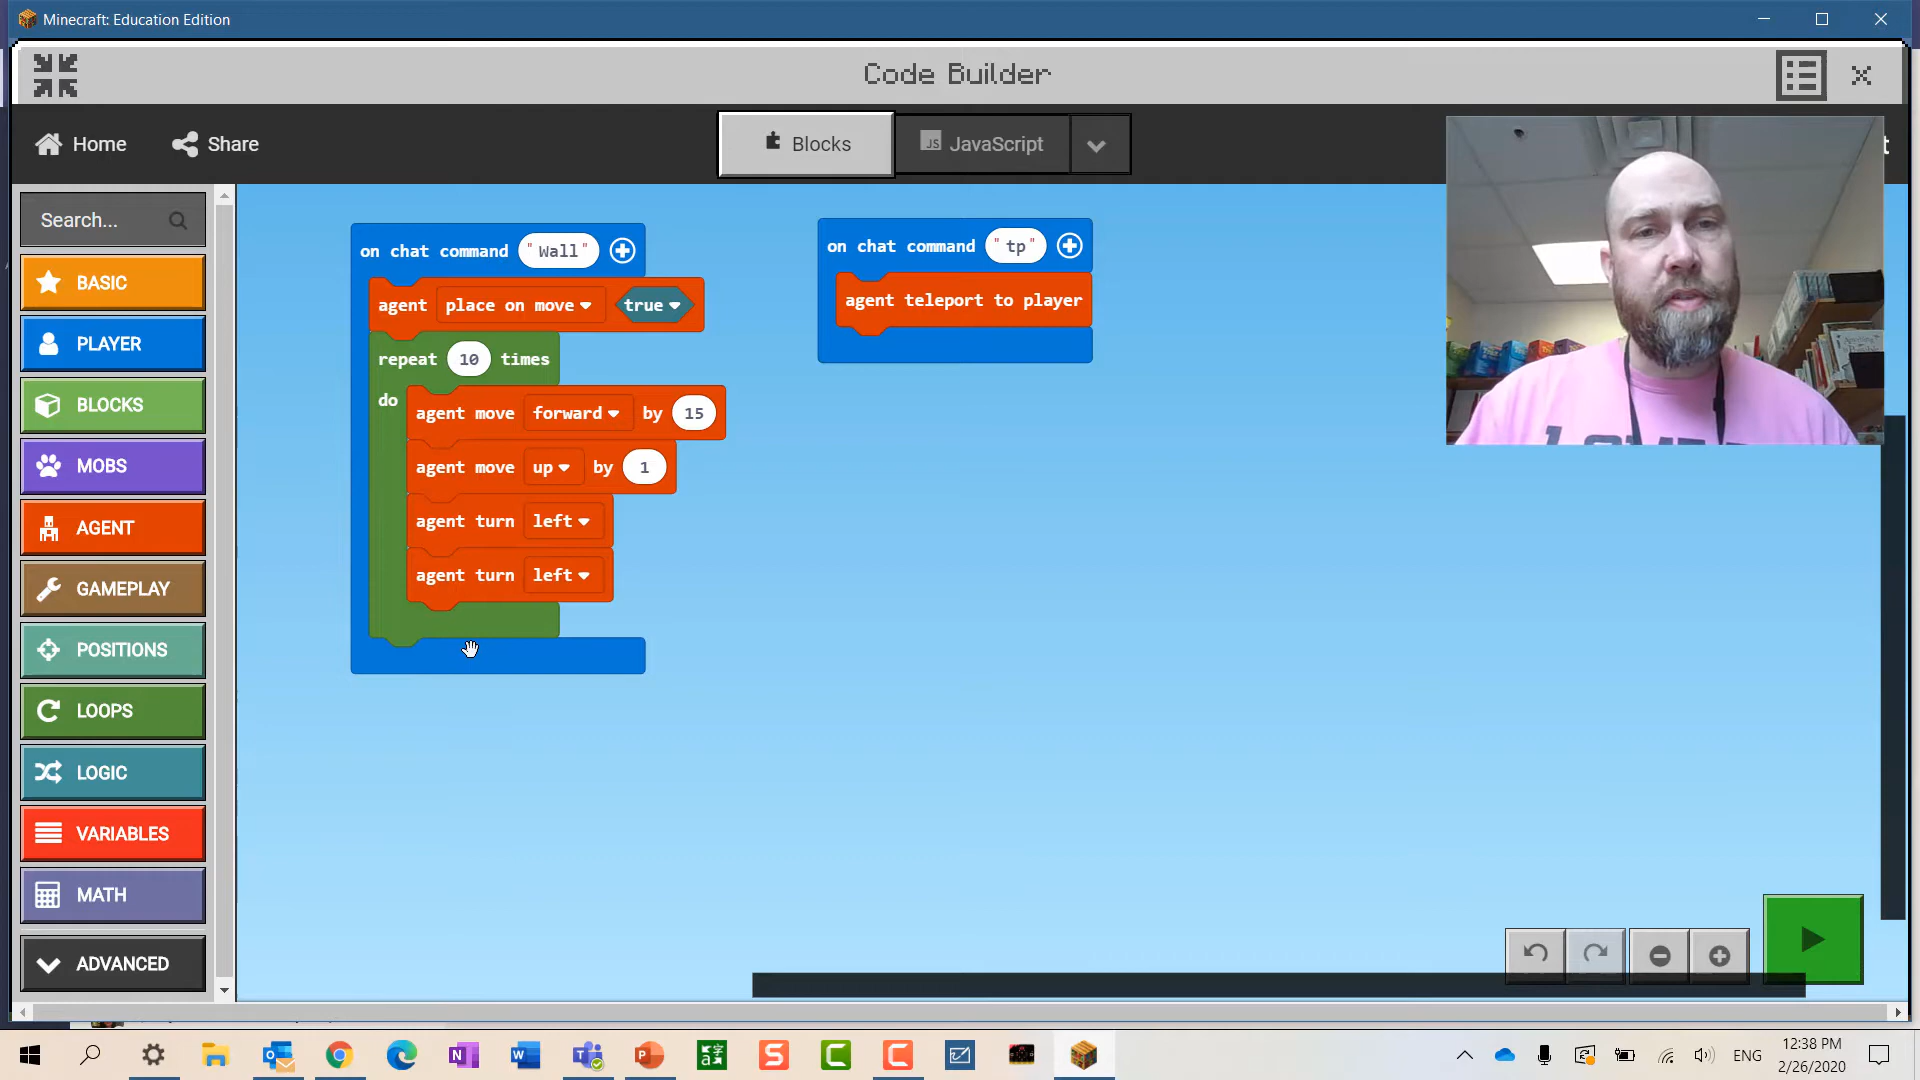 Minecraft: Education Edition
Code Builder
Home
Share
Blocks
JS JavaScript
Search...
BASIC
PLAYER
BLOCKS
MOBS
AGENT
GAMEPLAY
POSITIONS
LOOPS
LOGIC
VARIABLES
MATH
ADVANCED
on chat command "Wall"
agent place on move true
repeat 10 times
do
agent move forward by 15
agent move up by 1
agent turn left
agent turn left
on chat command "tp"
agent teleport to player
ENG
12:38 PM
2/26/2020